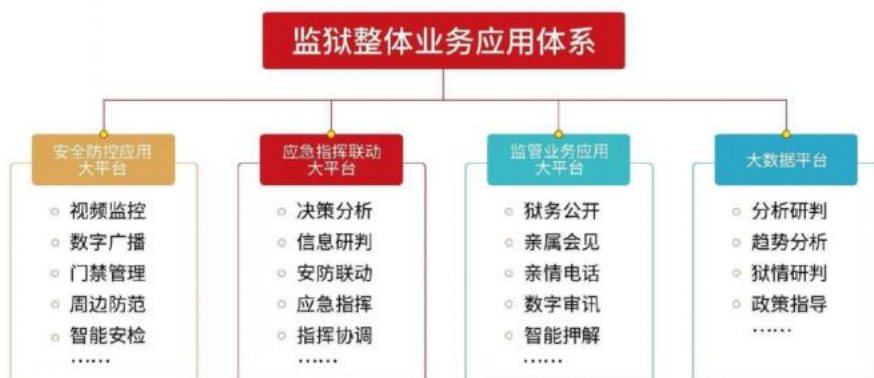 监狱整体业务应用体系
安全防控应用
大平台
视频监控
数字广播
门禁管理
周边防范
智能安检
……
应急指挥联动
大平台
决策分析
信息研判
安防联动
应急指挥
指挥协调
……
监管业务应用
大平台
狱务公开
亲属会见
亲情电话
数字审讯
智能押解
……
大数据平台
分析研判
趋势分析
狱情研判
政策指导
……